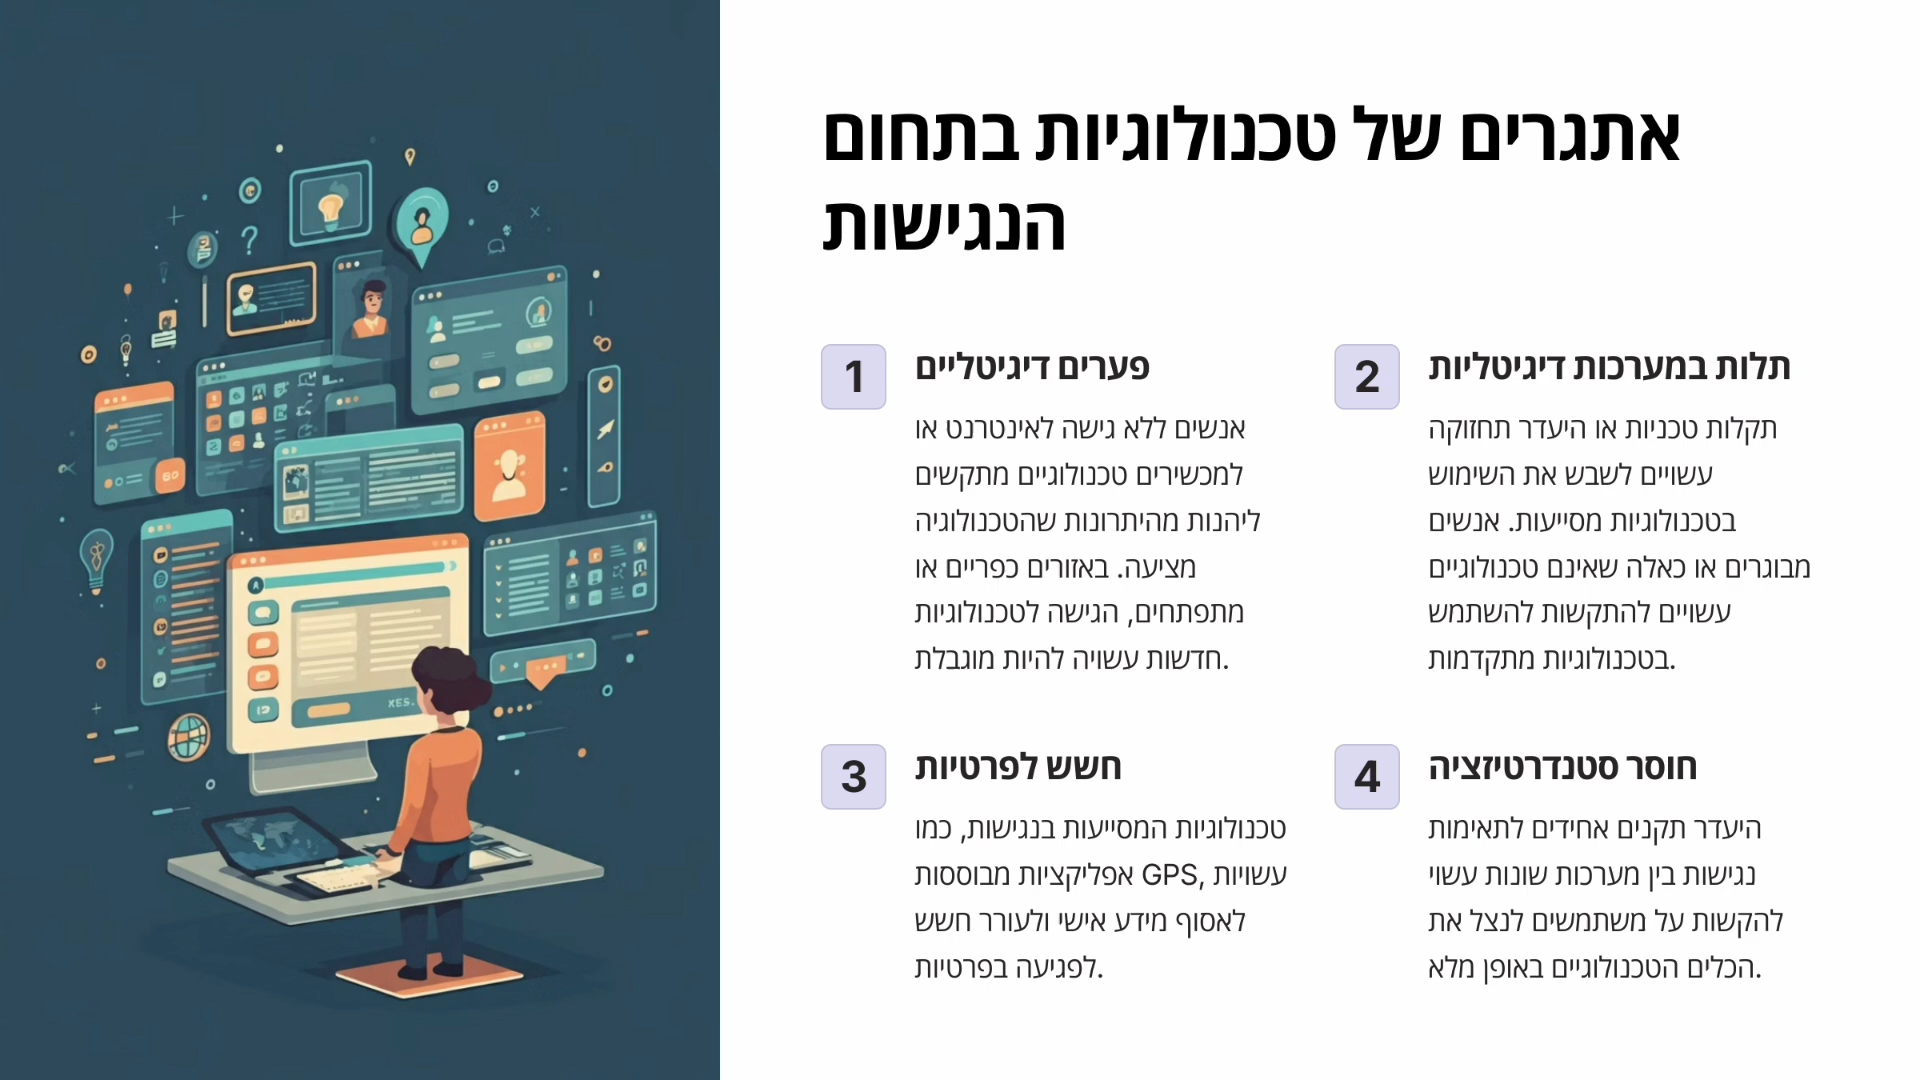 אתגרים של טכנולוגיות בתחום
הנגישות
1
פערים דיגיטליים
אנשים ללא גישה לאינטרנט או
למכשירים טכנולוגיים מתקשים
ליהנות מהיתרונות שהטכנולוגיה
מציעה. באזורים כפריים או
מתפתחים, הגישה לטכנולוגיות
חדשות עשויה להיות מוגבלת.
2
תלות במערכות דיגיטליות
תקלות טכניות או היעדר תחזוקה
עשויים לשבש את השימוש
בטכנולוגיות מסייעות. אנשים
מבוגרים או כאלה שאינם טכנולוגיים
עשויים להתקשות להשתמש
בטכנולוגיות מתקדמות.
3
חשש לפרטיות
טכנולוגיות המסייעות בנגישות, כמו
אפליקציות מבוססות GPS, עשויות
לאסוף מידע אישי ולעורר חשש
לפגיעה בפרטיות.
4
חוסר סטנדרטיזציה
היעדר תקנים אחידים לתאימות
נגישות בין מערכות שונות עשוי
להקשות על משתמשים לנצל את
הכלים הטכנולוגיים באופן מלא.